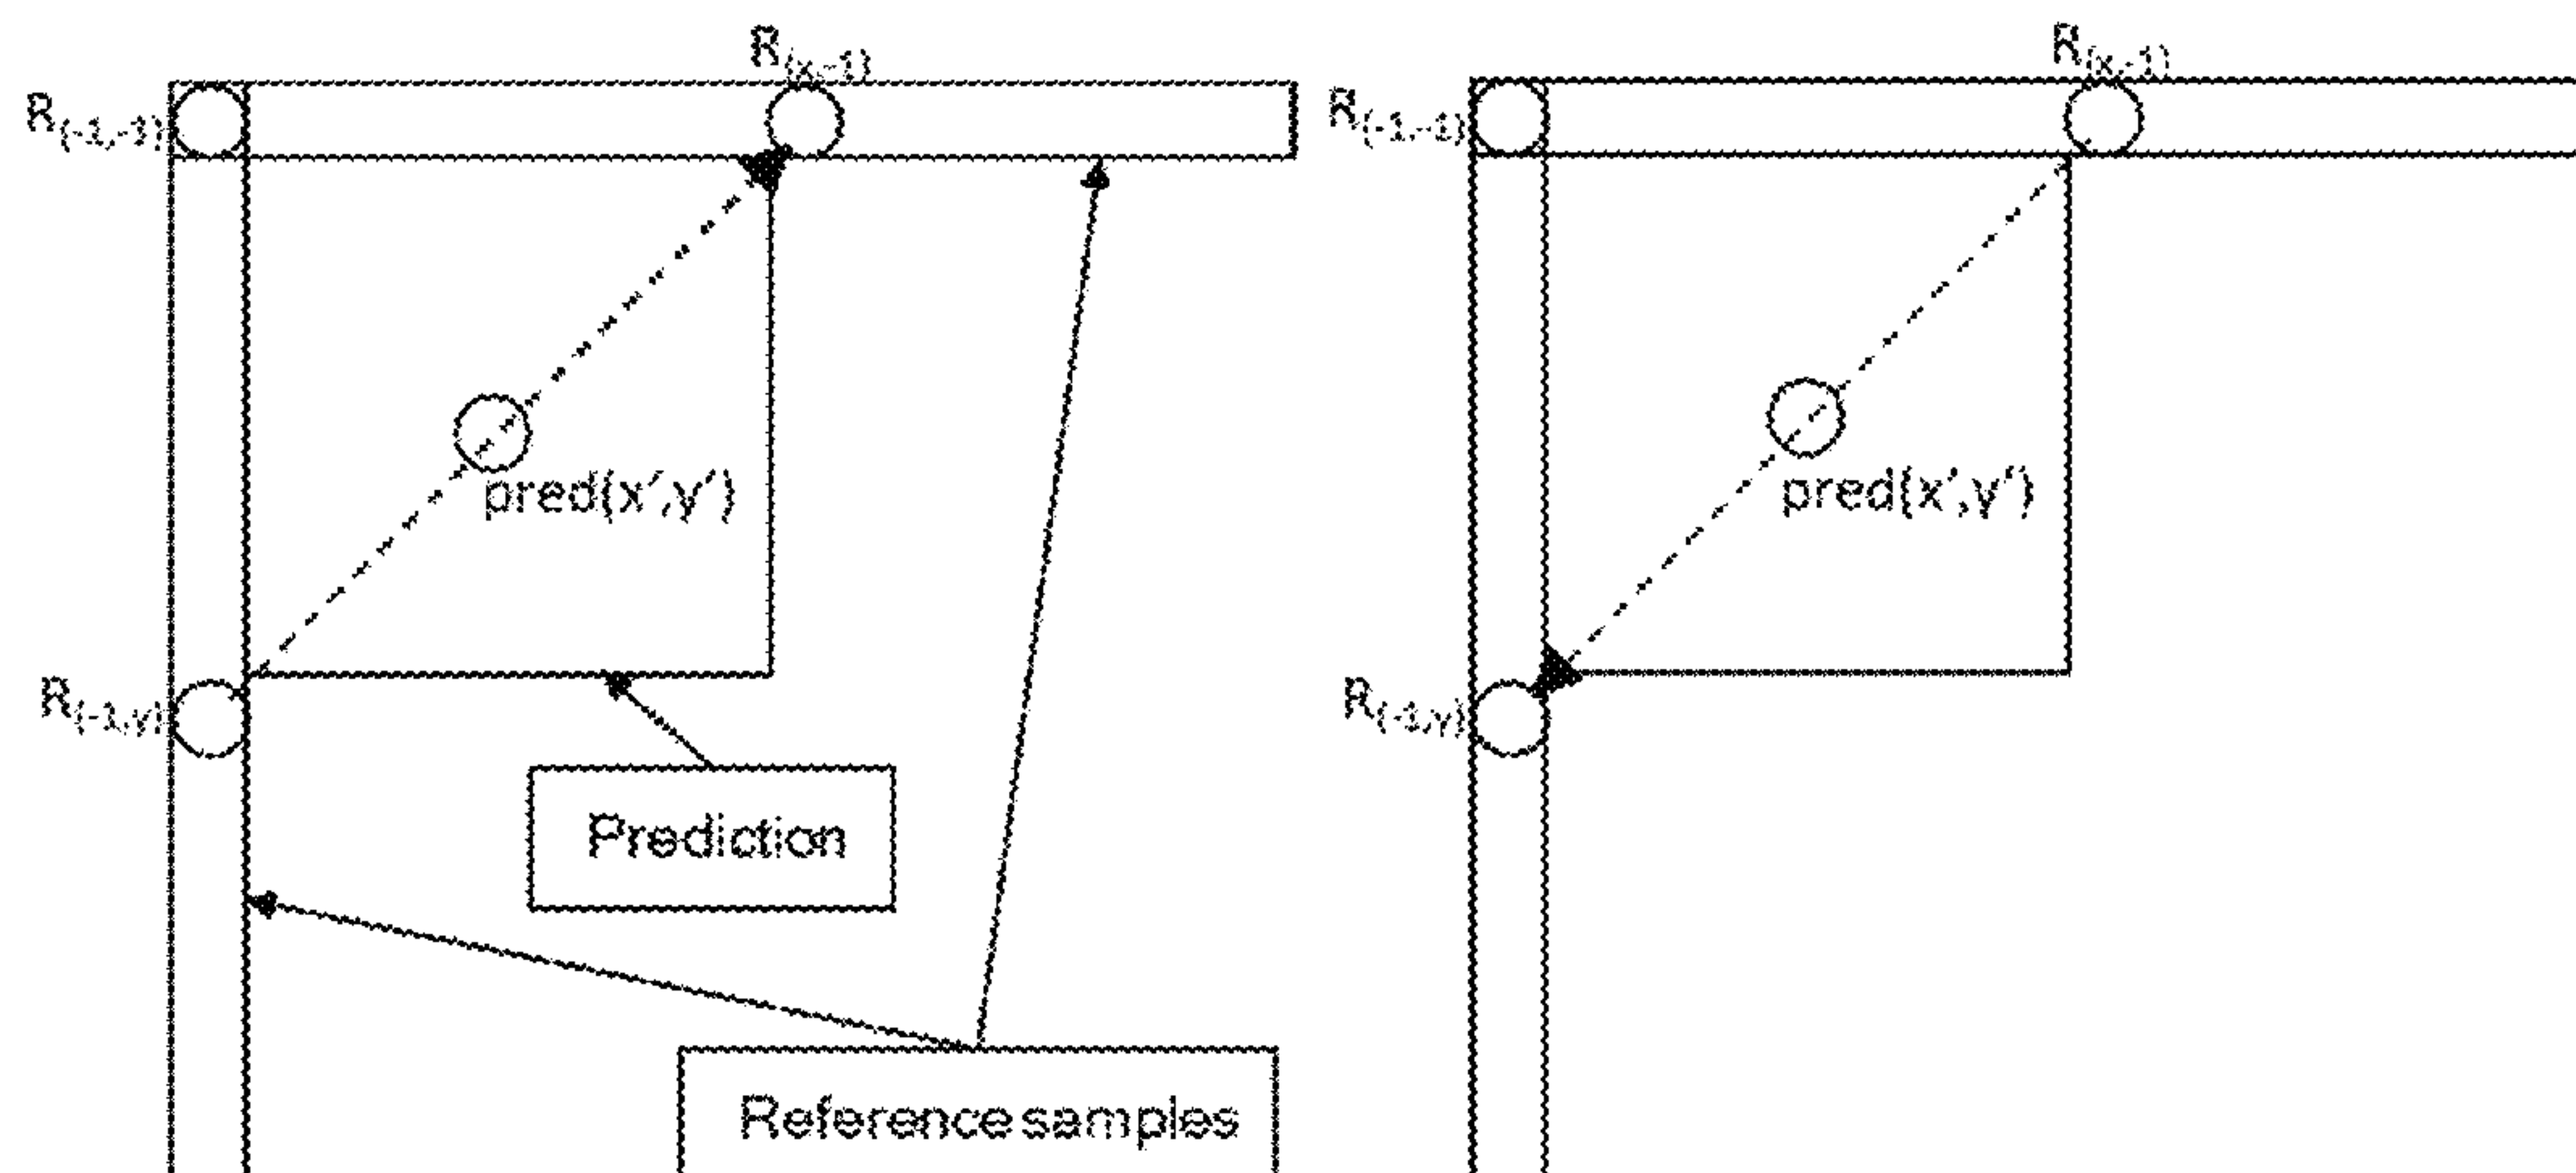 R(x,-1)
R(-1,-1)
pred(x',y')
R(-1,y)
Prediction
Reference samples
R(x,-1)
R(-1,-1)
pred(x',y')
R(-1,y)